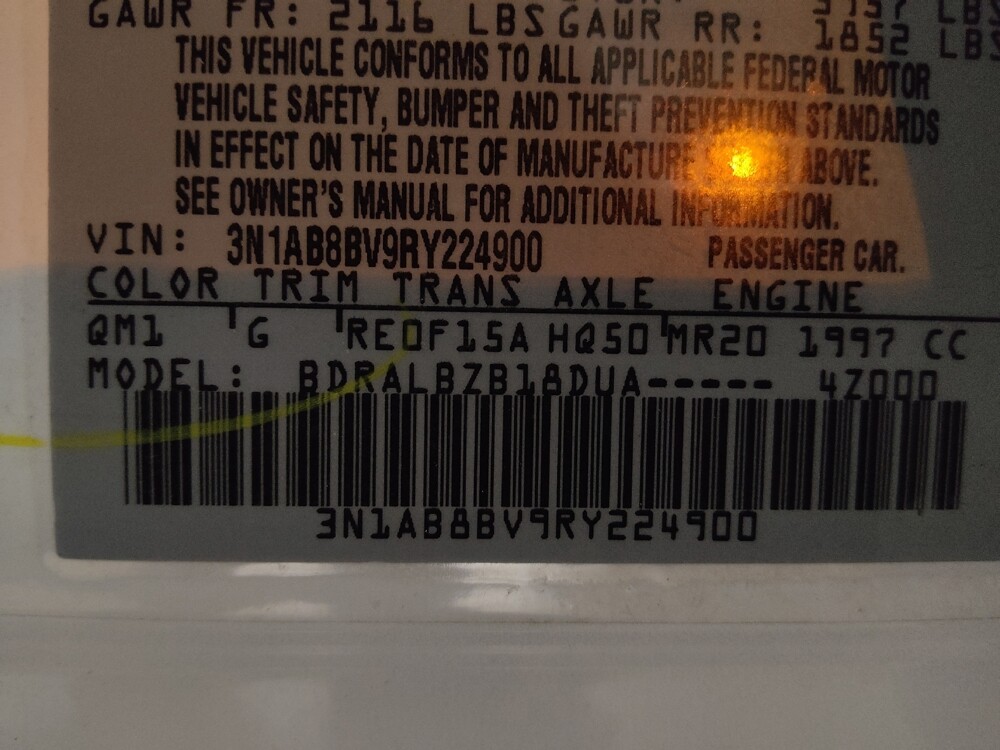 GAWR FR: 2116 LBS GAWR RR: 1852 LBS
THIS VEHICLE CONFORMS TO ALL APPLICABLE FEDERAL MOTOR
VEHICLE SAFETY, BUMPER AND THEFT PREVENTION STANDARDS
IN EFFECT ON THE DATE OF MANUFACTURE ABOVE.
SEE OWNER'S MANUAL FOR ADDITIONAL INFORMATION.
VIN: 3N1AB8BV9RY224900 PASSENGER CAR.
COLOR TRIM TRANS AXLE ENGINE
QM1 G RE0F15A HQ50 MR20 1997 CC
MODEL: BDRALBZB18DUA----- 4Z000
3N1AB8BV9RY224900